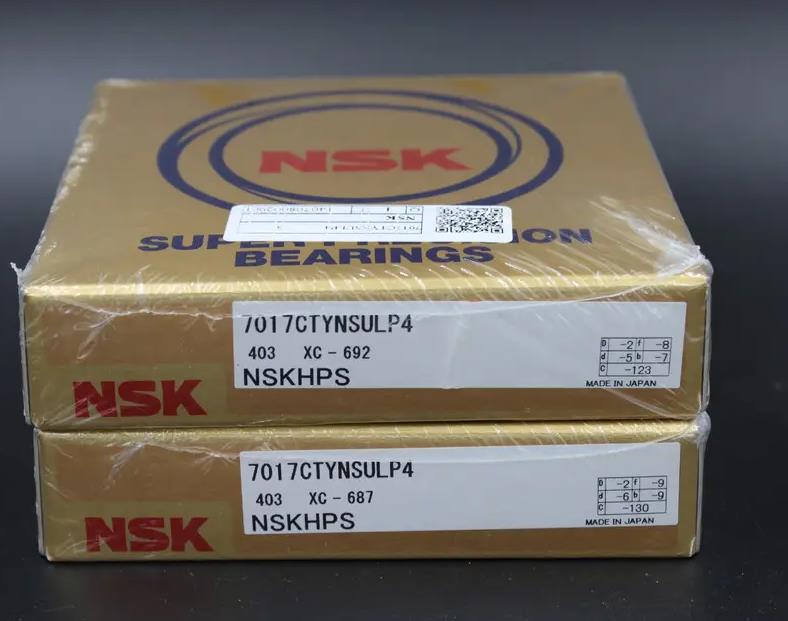 NSK
SUPER PRECISION
BEARINGS
7017CTYNSULP4
403 XC-692
NSKHPS
D -2 f -8
d -5 b -7
C -123
MADE IN JAPAN
NSK
7017CTYNSULP4
403 XC-687
NSKHPS
D -2 f -9
d -6 b -9
C -130
MADE IN JAPAN
NSK